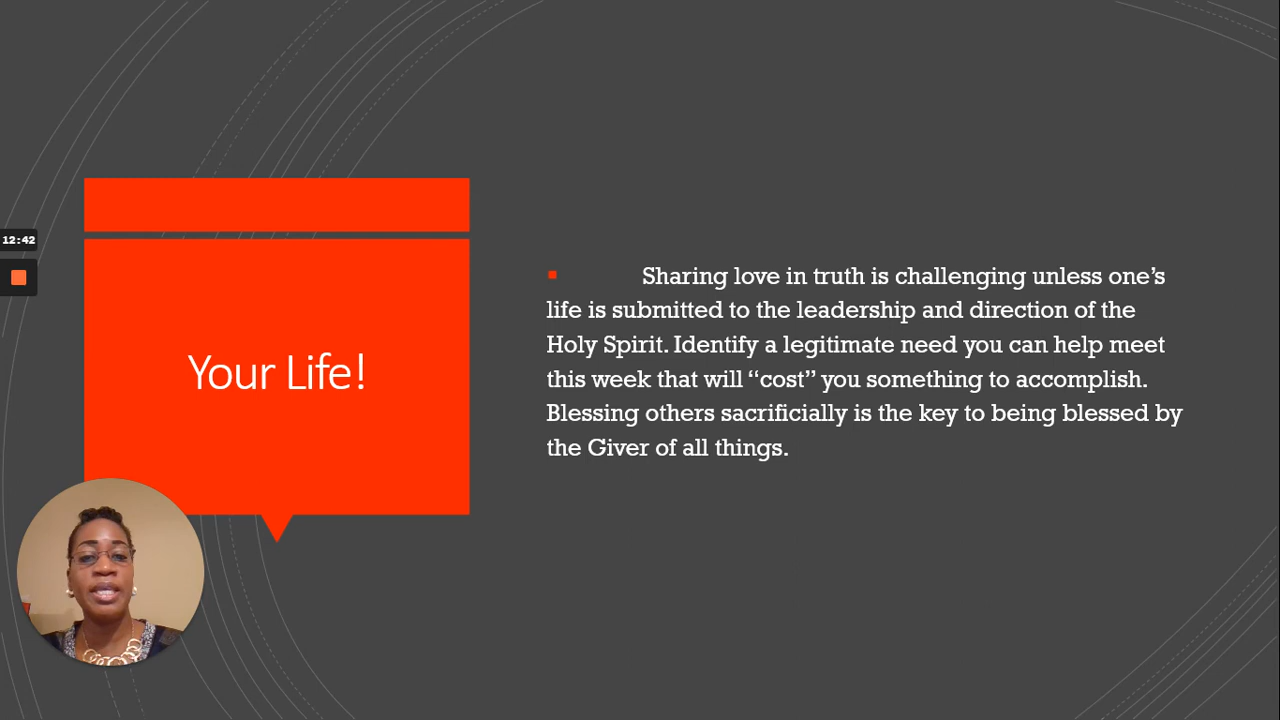 12:42
Your Life!
Sharing love in truth is challenging unless one’s
life is submitted to the leadership and direction of the
Holy Spirit. Identify a legitimate need you can help meet
this week that will “cost” you something to accomplish.
Blessing others sacrificially is the key to being blessed by
the Giver of all things.